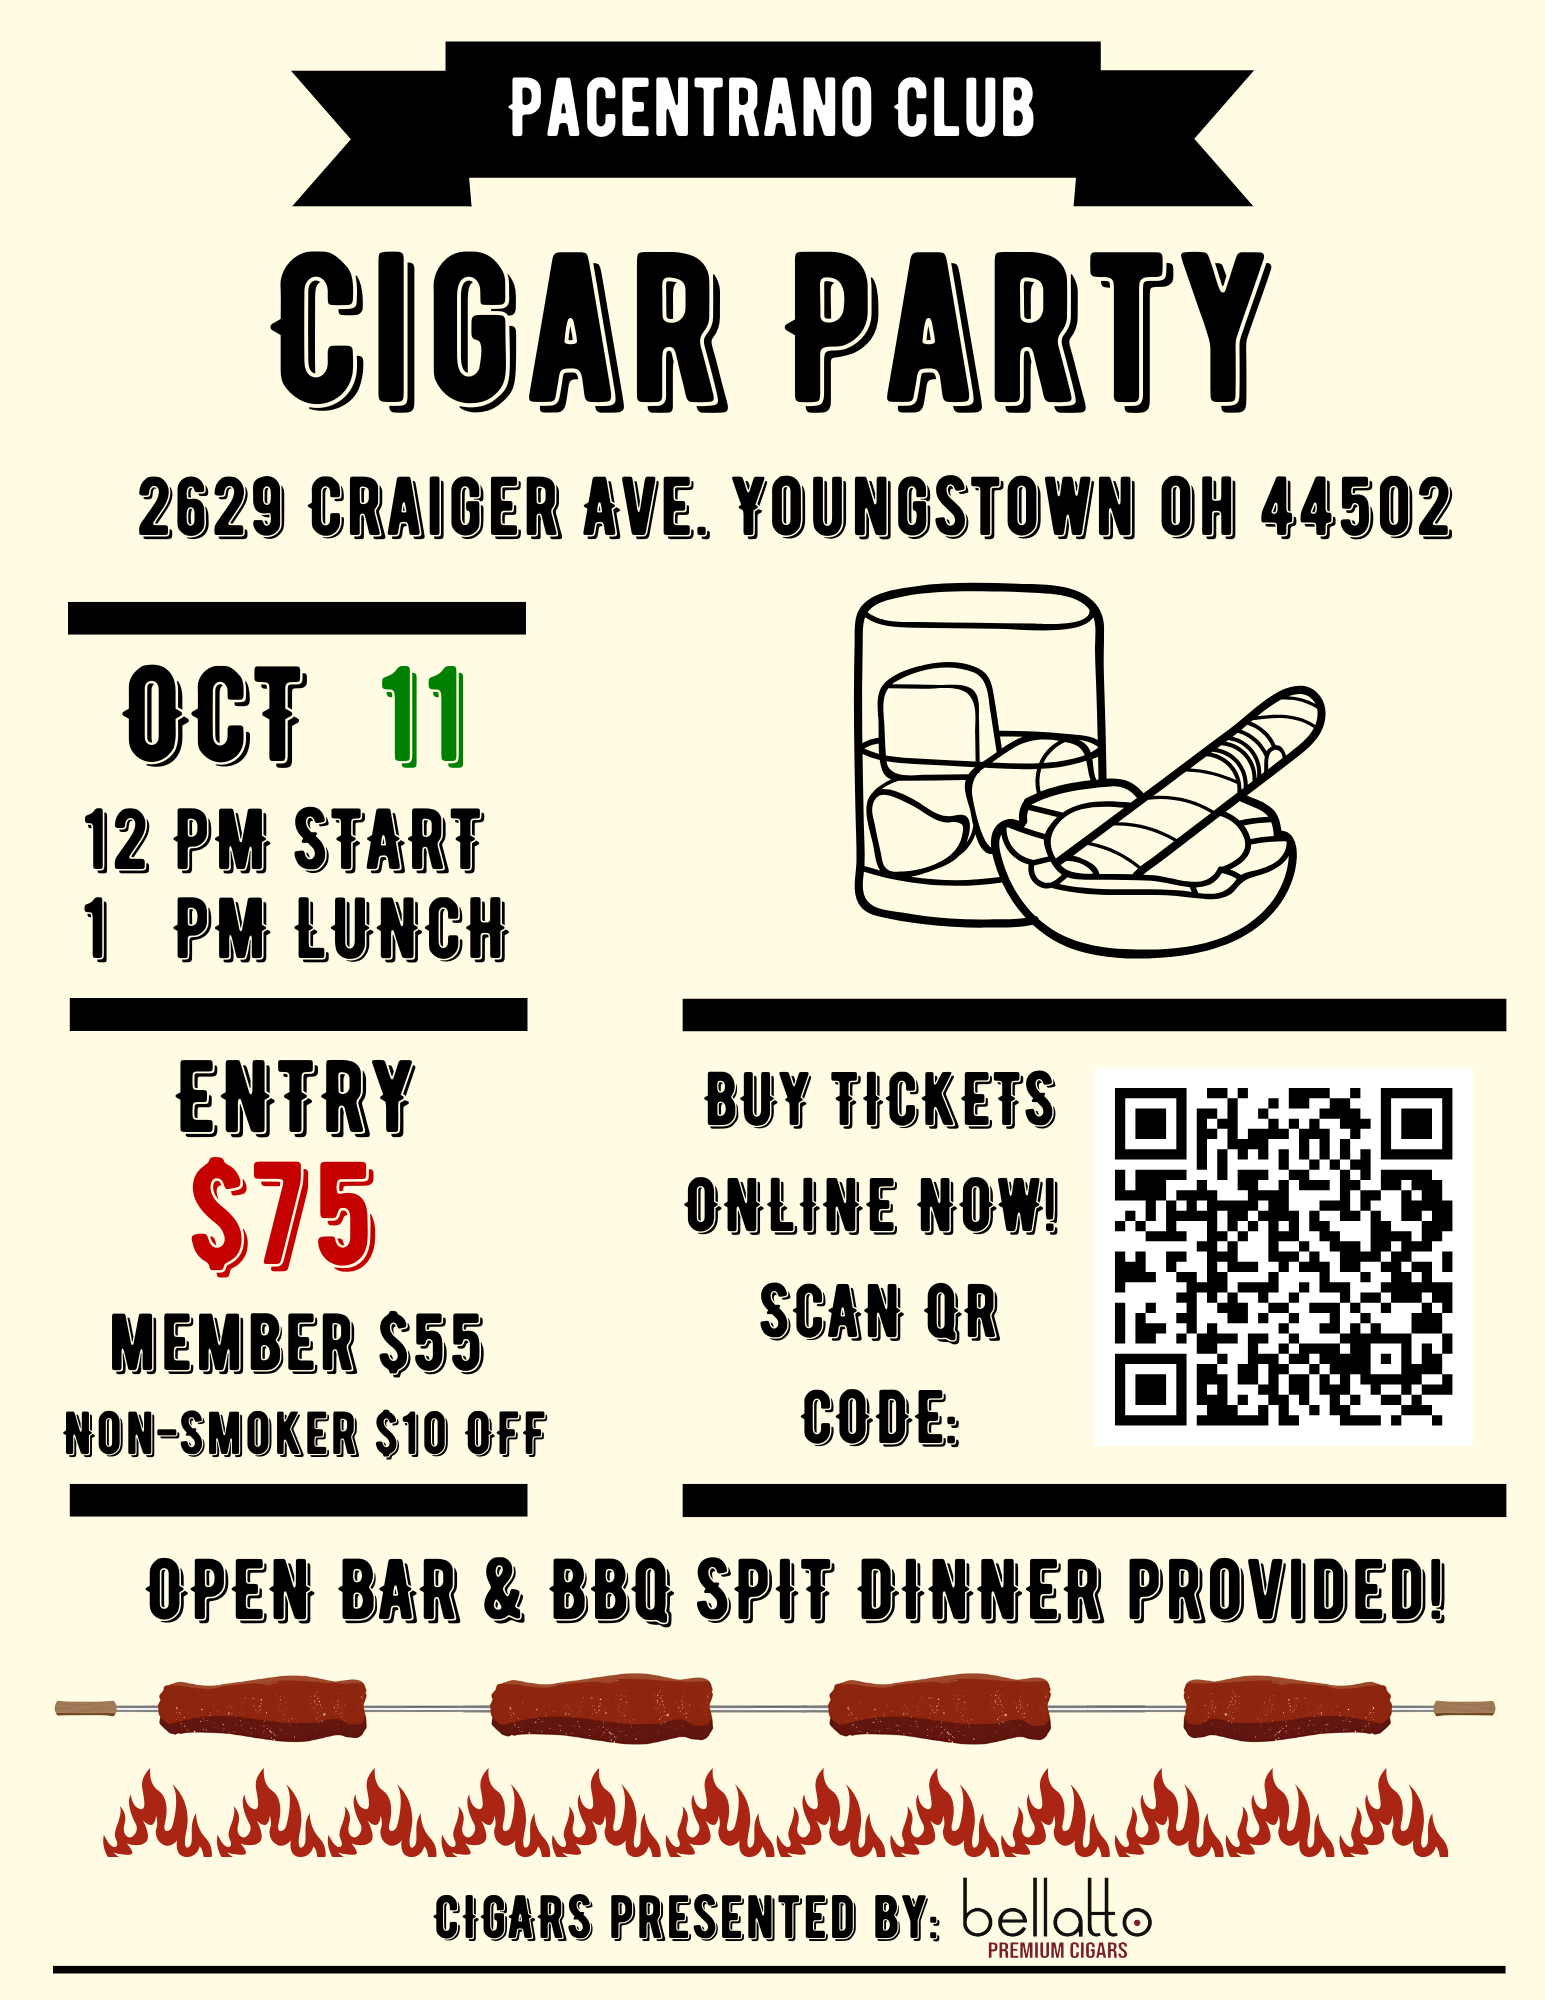 PACENTRANO CLUB
CIGAR PARTY
2629 CRAIGER AVE. YOUNGSTOWN OH 44502
OCT 11
12 PM START
1 PM LUNCH
ENTRY
$75
MEMBER $55
NON-SMOKER $10 OFF
BUY TICKETS
ONLINE NOW!
SCAN QR
CODE:
OPEN BAR & BBQ SPIT DINNER PROVIDED!
CIGARS PRESENTED BY: bellatto
PREMIUM CIGARS